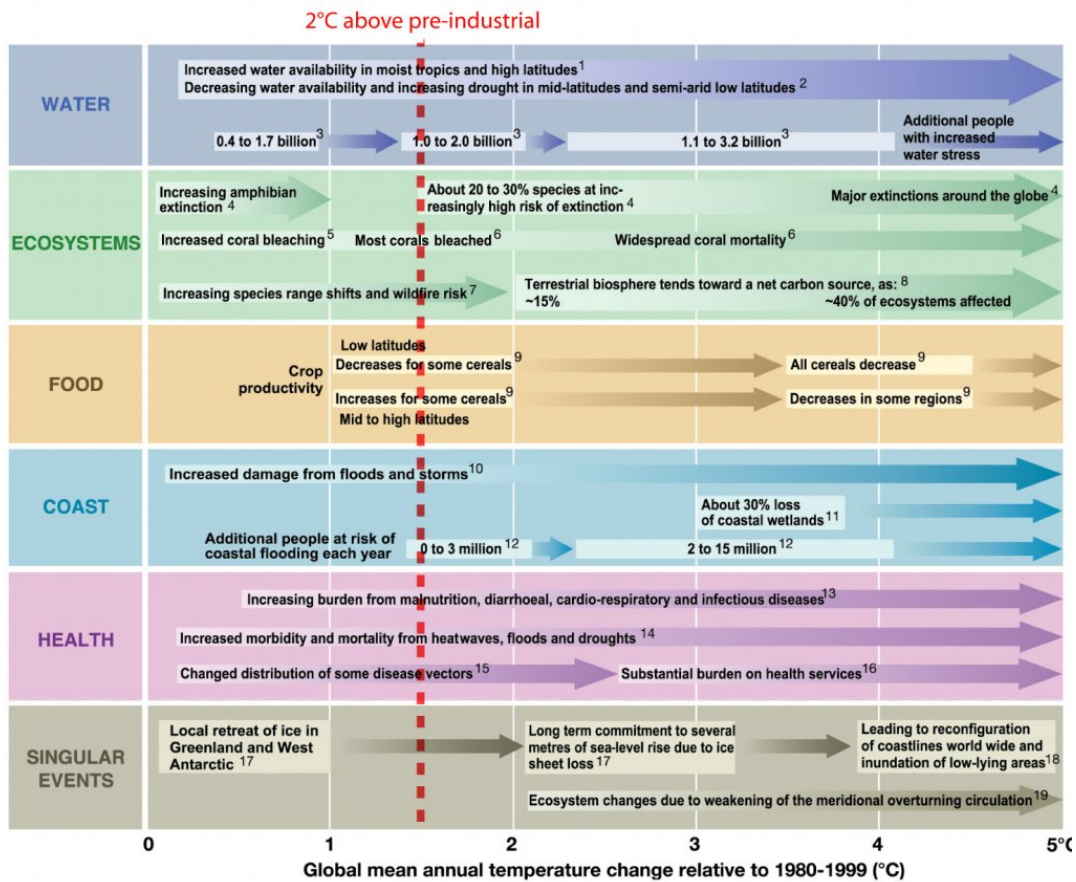 2°C above pre-industrial
WATER
Increased water availability in moist tropics and high latitudes 1
Decreasing water availability and increasing drought in mid-latitudes and semi-arid low latitudes 2
0.4 to 1.7 billion 3
1.0 to 2.0 billion 3
1.1 to 3.2 billion 3
Additional people
with increased
water stress
ECOSYSTEMS
Increasing amphibian
extinction 4
About 20 to 30% species at inc-
reasingly high risk of extinction 4
Major extinctions around the globe 4
Increased coral bleaching 5
Most corals bleached 6
Widespread coral mortality 6
Increasing species range shifts and wildfire risk 7
Terrestrial biosphere tends toward a net carbon source, as: 8
~15%
~40% of ecosystems affected
FOOD
Crop
productivity
Low latitudes
Decreases for some cereals 9
All cereals decrease 9
Increases for some cereals 9
Decreases in some regions 9
Mid to high latitudes
COAST
Increased damage from floods and storms 10
About 30% loss
of coastal wetlands 11
Additional people at risk of
coastal flooding each year
0 to 3 million 12
2 to 15 million 12
HEALTH
Increasing burden from malnutrition, diarrhoeal, cardio-respiratory and infectious diseases 13
Increased morbidity and mortality from heatwaves, floods and droughts 14
Changed distribution of some disease vectors 15
Substantial burden on health services 16
SINGULAR
EVENTS
Local retreat of ice in
Greenland and West
Antarctic 17
Long term commitment to several
metres of sea-level rise due to ice
sheet loss 17
Leading to reconfiguration
of coastlines world wide and
inundation of low-lying areas 18
Ecosystem changes due to weakening of the meridional overturning circulation 19
0 1 2 3 4 5°C
Global mean annual temperature change relative to 1980-1999 (°C)